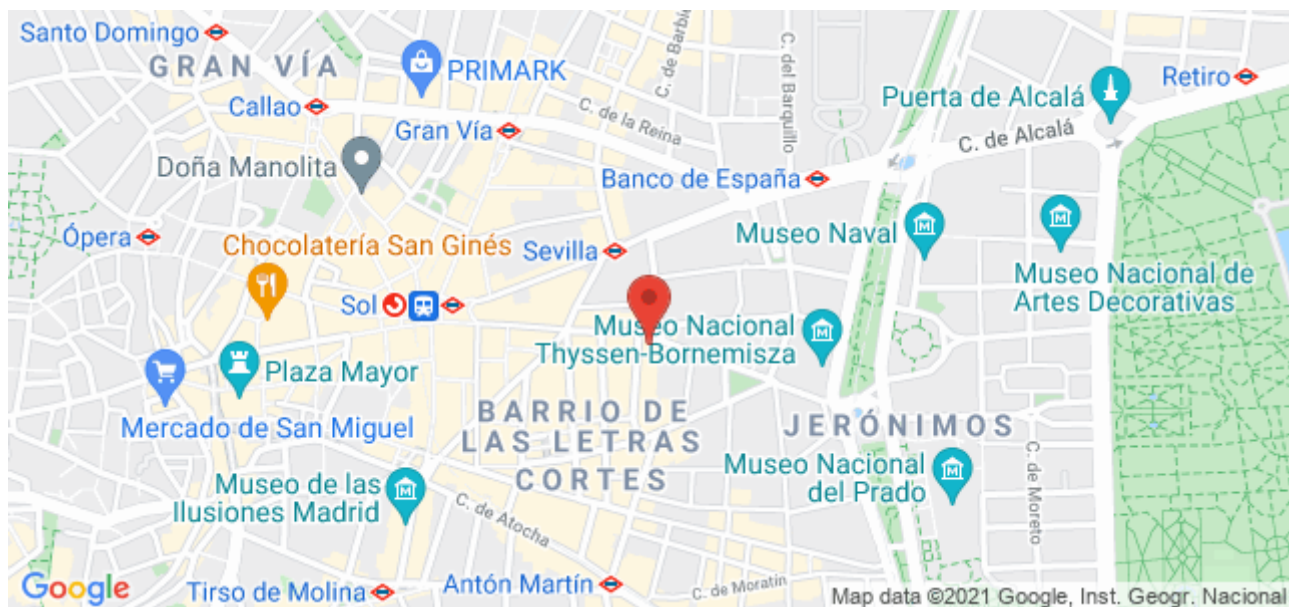 Santo Domingo
GRAN VÍA
PRIMARK
C. de Barbie
C. del Barquillo
Retiro
Puerta de Alcalá
Callao
C. de la Reina
Gran Vía
C. de Alcalá
Doña Manolita
Banco de España
Ópera
Chocolatería San Ginés
Sevilla
Museo Naval
Museo Nacional de
Artes Decorativas
Sol
Museo Nacional
Thyssen-Bornemisza
Plaza Mayor
Mercado de San Miguel
BARRIO DE
LAS LETRAS
CORTES
JERÓNIMOS
Museo Nacional
del Prado
C. de Moreto
Museo de las
Ilusiones Madrid
C. de Atocha
Google
Tirso de Molina
Antón Martín
C. de Moratín
Map data ©2021 Google, Inst. Geogr. Nacional